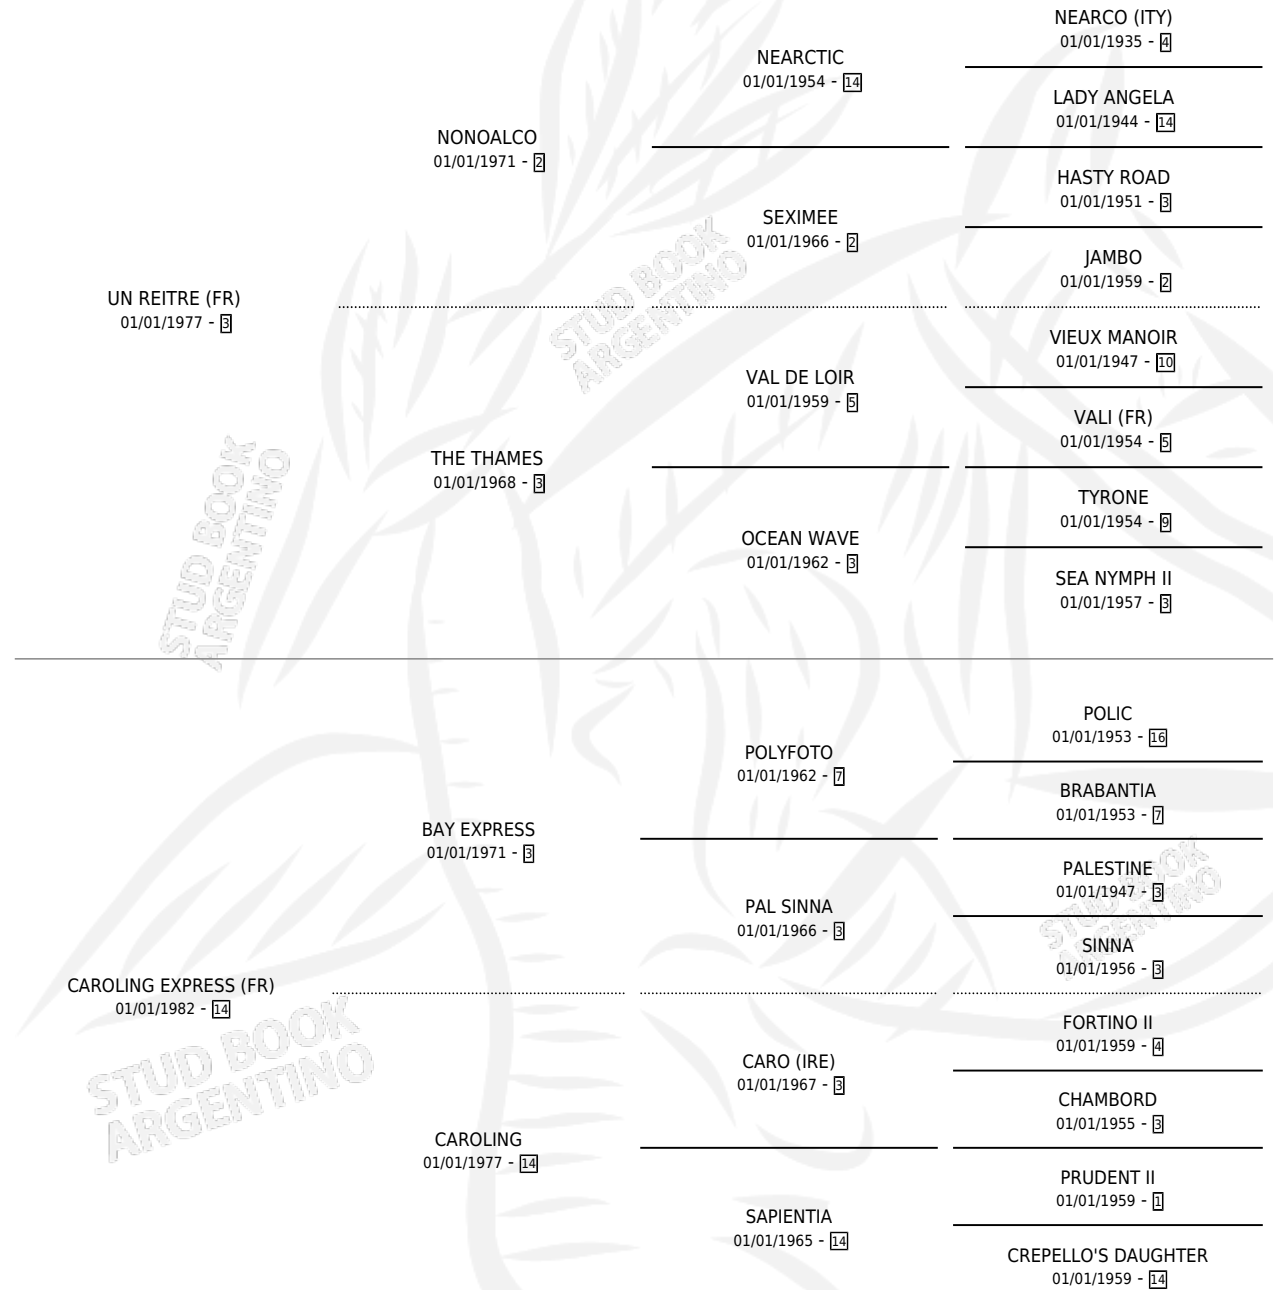 NEARCO (ITY)
01/01/1935 - 4
NEARCTIC
01/01/1954 - 14
LADY ANGELA
01/01/1944 - 14
NONOALCO
01/01/1971 - 2
HASTY ROAD
01/01/1951 - 3
SEXIMEE
01/01/1966 - 2
JAMBO
01/01/1959 - 2
UN REITRE (FR)
01/01/1977 - 3
VIEUX MANOIR
01/01/1947 - 10
VAL DE LOIR
01/01/1959 - 5
VALI (FR)
01/01/1954 - 5
THE THAMES
01/01/1968 - 3
TYRONE
01/01/1954 - 9
OCEAN WAVE
01/01/1962 - 3
SEA NYMPH II
01/01/1957 - 3
POLIC
01/01/1953 - 16
POLYFOTO
01/01/1962 - 7
BRABANTIA
01/01/1953 - 7
BAY EXPRESS
01/01/1971 - 3
PALESTINE
01/01/1947 - 3
PAL SINNA
01/01/1966 - 3
SINNA
01/01/1956 - 3
CAROLING EXPRESS (FR)
01/01/1982 - 14
FORTINO II
01/01/1959 - 4
CARO (IRE)
01/01/1967 - 3
CHAMBORD
01/01/1955 - 3
CAROLING
01/01/1977 - 14
PRUDENT II
01/01/1959 - 1
SAPIENTIA
01/01/1965 - 14
CREPELLO'S DAUGHTER
01/01/1959 - 14
STUD BOOK
ARGENTINO
STUD BOOK
ARGENTINO
STUD BOOK
ARGENTINO
STUD BOOK
ARGENTINO